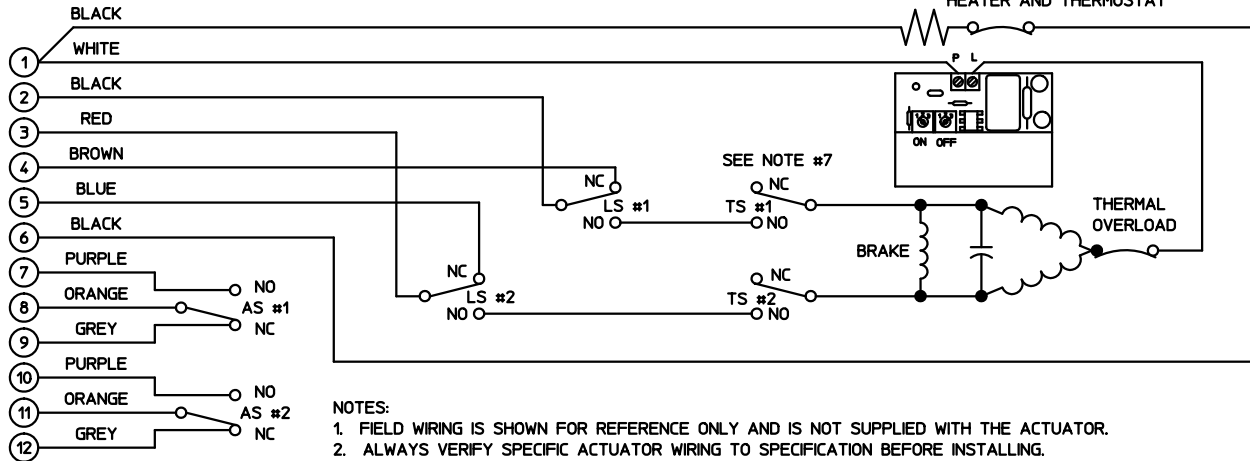 HEATER AND THERMOSTAT
BLACK
1 WHITE
P L
2 BLACK
3 RED
ON OFF
4 BROWN
SEE NOTE #7
NC
LS #1
NO
NC
TS #1
NO
5 BLUE
THERMAL
OVERLOAD
6 BLACK
BRAKE
7 PURPLE
NO
8 ORANGE
AS #1
9 GREY
NC
NC
LS #2
NO
NC
TS #2
NO
10 PURPLE
NO
11 ORANGE
AS #2
12 GREY
NC
NOTES:
1. FIELD WIRING IS SHOWN FOR REFERENCE ONLY AND IS NOT SUPPLIED WITH THE ACTUATOR.
2. ALWAYS VERIFY SPECIFIC ACTUATOR WIRING TO SPECIFICATION BEFORE INSTALLING.